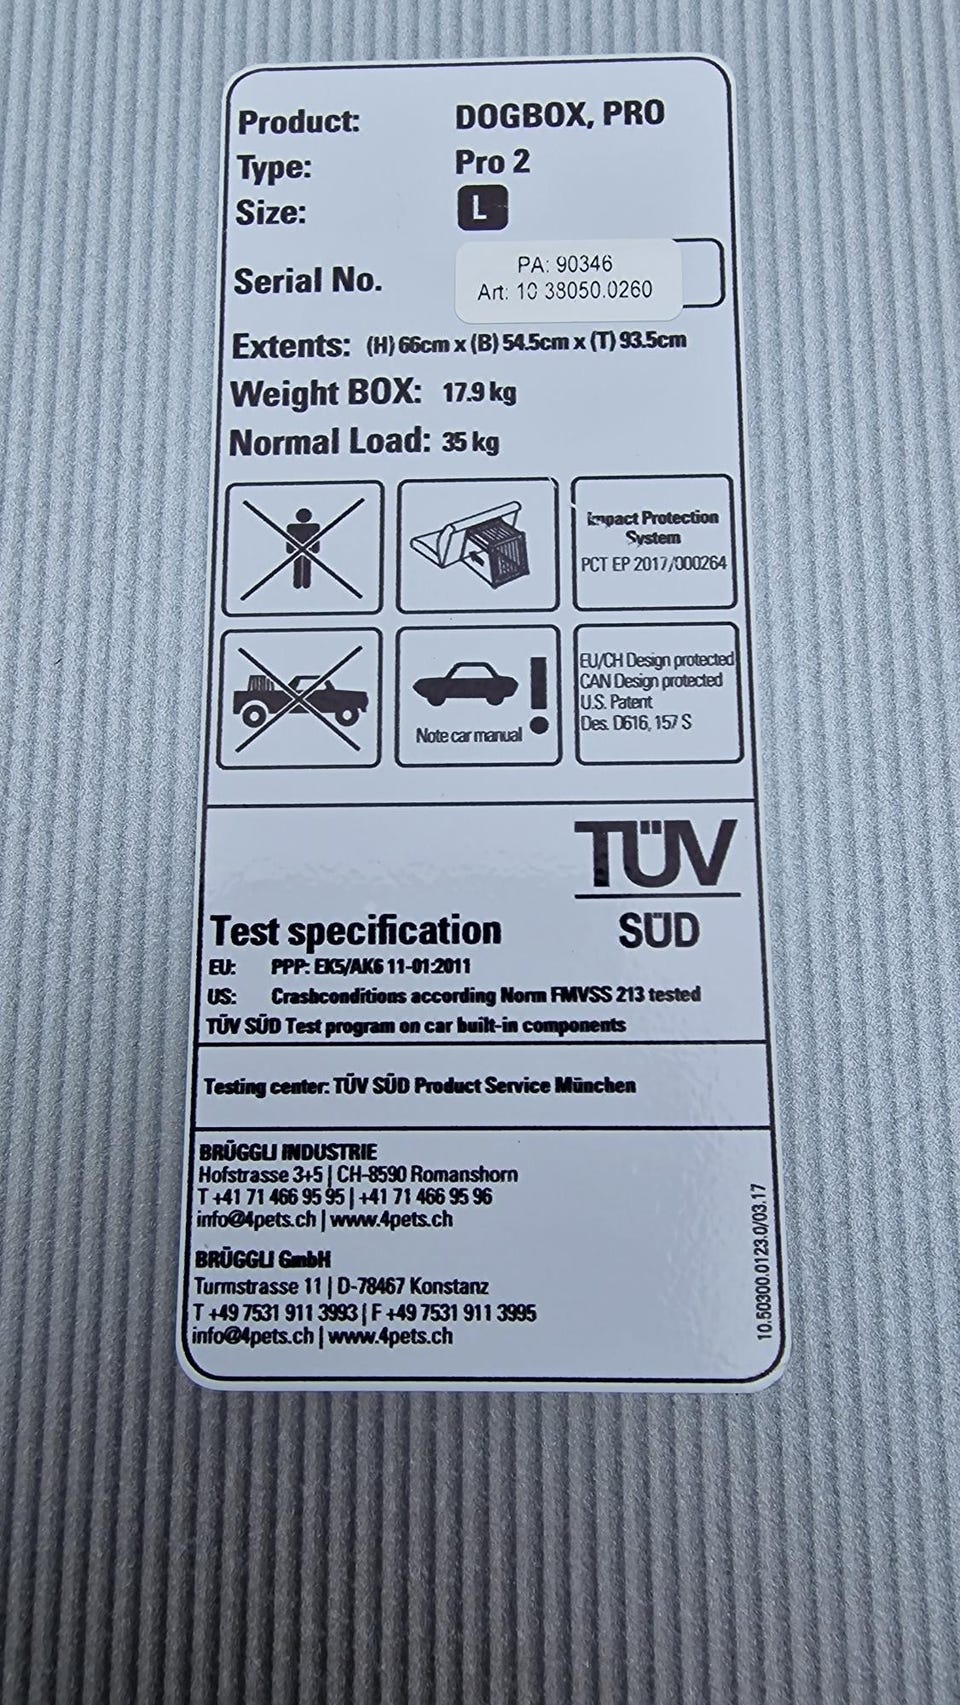 Product: DOGBOX, PRO
Type: Pro 2
Size: L
Serial No.
PA: 90346
Art: 10 38050.0260
Extents: (H) 66cm x (B) 54.5cm x (T) 93.5cm
Weight BOX: 17.9 kg
Normal Load: 35 kg
Impact Protection
System
PCT EP 2017/000264
Note car manual
EU/CH Design protected
CAN Design protected
U.S. Patent
Des. D616, 157 S
TÜV
SÜD
Test specification
EU: PPP: EK5/AK6 11-01:2011
US: Crashconditions according Norm FMVSS 213 tested
TÜV SÜD Test program on car built-in components
Testing center: TÜV SÜD Product Service München
BRÜGGLI INDUSTRIE
Hofstrasse 3+5 | CH-8590 Romanshorn
T +41 71 466 95 95 | +41 71 466 95 96
info@4pets.ch | www.4pets.ch
BRÜGGLI GmbH
Turmstrasse 11 | D-78467 Konstanz
T +49 7531 911 3993 | F +49 7531 911 3995
info@4pets.ch | www.4pets.ch
10.50300.0123.0/03.17